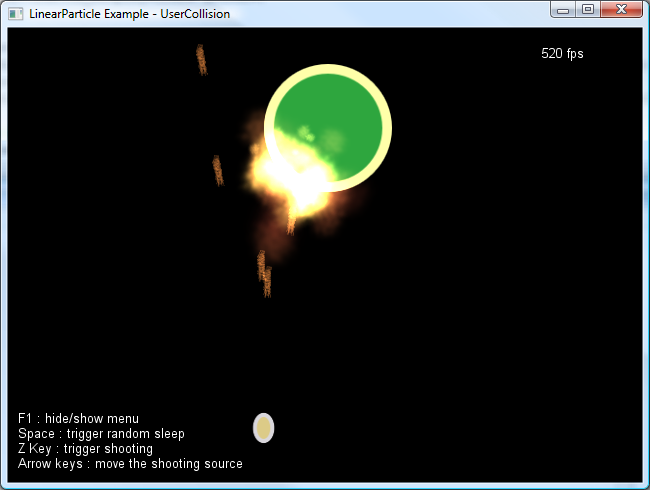 LinearParticle Example - UserCollision
520 fps
F1 : hide/show menu
Space : trigger random sleep
Z Key : trigger shooting
Arrow keys : move the shooting source